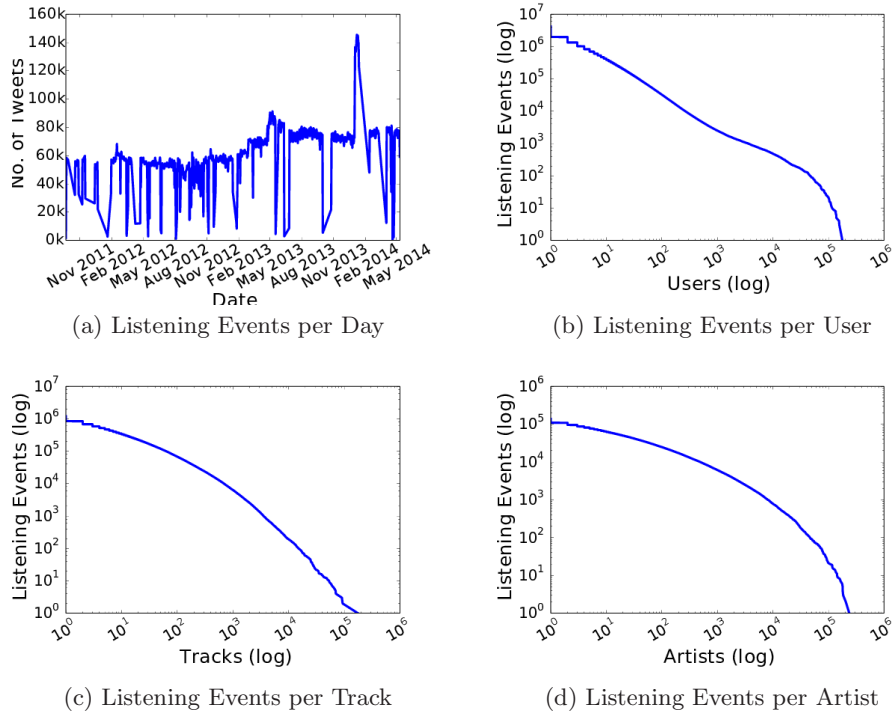 160k
140k
120k
100k
80k
60k
40k
20k
0k
No. of Tweets
Nov 2011
Feb 2012
May 2012
Aug 2012
Nov 2012
Feb 2013
May 2013
Aug 2013
Nov 2013
Feb 2014
May 2014
Date
(a) Listening Events per Day
10^7
10^6
10^5
10^4
10^3
10^2
10^1
10^0
Listening Events (log)
10^0
10^1
10^2
10^3
10^4
10^5
10^6
Users (log)
(b) Listening Events per User
10^7
10^6
10^5
10^4
10^3
10^2
10^1
10^0
Listening Events (log)
10^0
10^1
10^2
10^3
10^4
10^5
10^6
Tracks (log)
(c) Listening Events per Track
10^6
10^5
10^4
10^3
10^2
10^1
10^0
Listening Events (log)
10^0
10^1
10^2
10^3
10^4
10^5
10^6
Artists (log)
(d) Listening Events per Artist